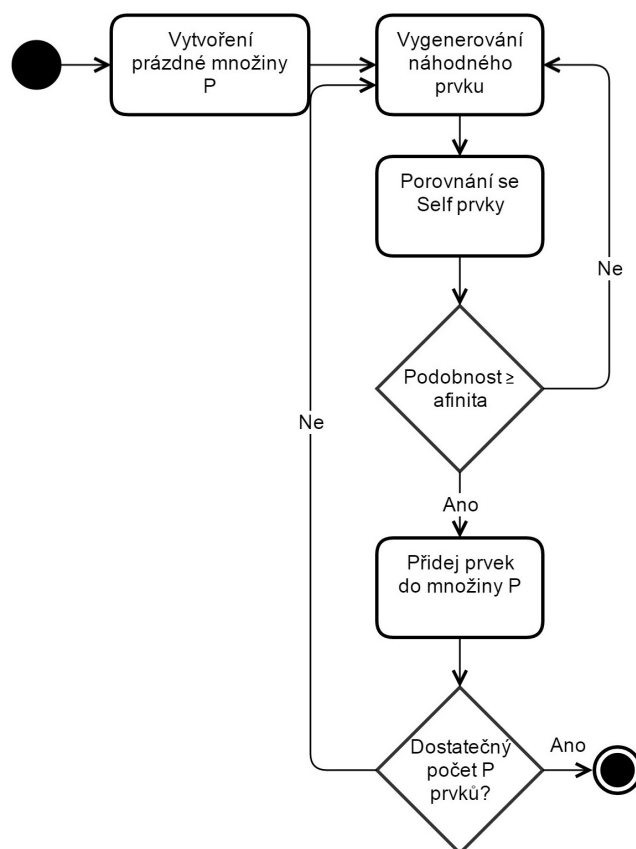 Vytvoření
prázdné množiny
P
Vygenerování
náhodného
prvku
Porovnání se
Self prvky
Ne
Podobnost ≥
afinita
Ne
Ano
Přidej prvek
do množiny P
Dostatečný
počet P
prvků?
Ano